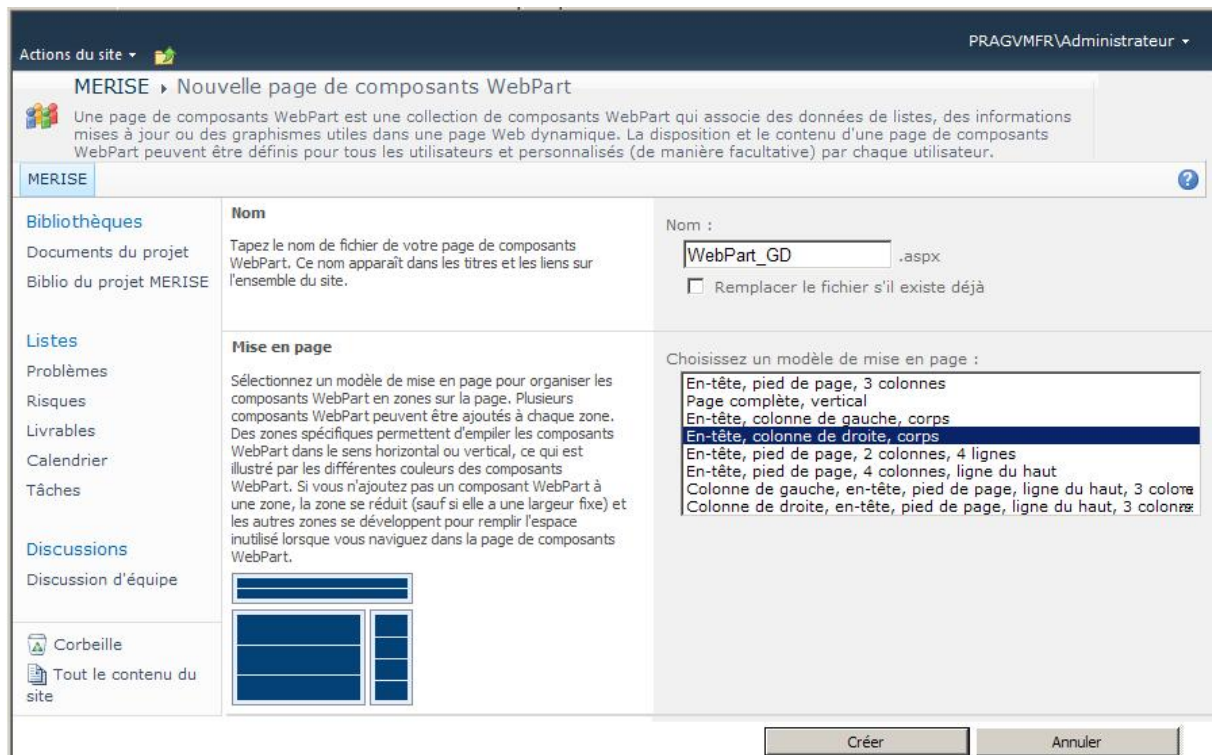 Actions du site
PRAGVMFR\Administrateur
MERISE ▸ Nouvelle page de composants WebPart
Une page de composants WebPart est une collection de composants WebPart qui associe des données de listes, des informations
mises à jour ou des graphismes utiles dans une page Web dynamique. La disposition et le contenu d'une page de composants
WebPart peuvent être définis pour tous les utilisateurs et personnalisés (de manière facultative) par chaque utilisateur.
MERISE
Bibliothèques
Documents du projet
Biblio du projet MERISE
Listes
Problèmes
Risques
Livrables
Calendrier
Tâches
Discussions
Discussion d'équipe
Corbeille
Tout le contenu du
site
Nom
Tapez le nom de fichier de votre page de composants
WebPart. Ce nom apparaît dans les titres et les liens sur
l'ensemble du site.
Nom :
WebPart_GD .aspx
Remplacer le fichier s'il existe déjà
Mise en page
Sélectionnez un modèle de mise en page pour organiser les
composants WebPart en zones sur la page. Plusieurs
composants WebPart peuvent être ajoutés à chaque zone.
Des zones spécifiques permettent d'empiler les composants
WebPart dans le sens horizontal ou vertical, ce qui est
illustré par les différentes couleurs des composants
WebPart. Si vous n'ajoutez pas un composant WebPart à
une zone, la zone se réduit (sauf si elle a une largeur fixe) et
les autres zones se développent pour remplir l'espace
inutilisé lorsque vous naviguez dans la page de composants
WebPart.
Choisissez un modèle de mise en page :
En-tête, pied de page, 3 colonnes
Page complète, vertical
En-tête, colonne de gauche, corps
En-tête, colonne de droite, corps
En-tête, pied de page, 2 colonnes, 4 lignes
En-tête, pied de page, 4 colonnes, ligne du haut
Colonne de gauche, en-tête, pied de page, ligne du haut, 3
Colonne de droite, en-tête, pied de page, ligne du haut, 3
Créer
Annuler